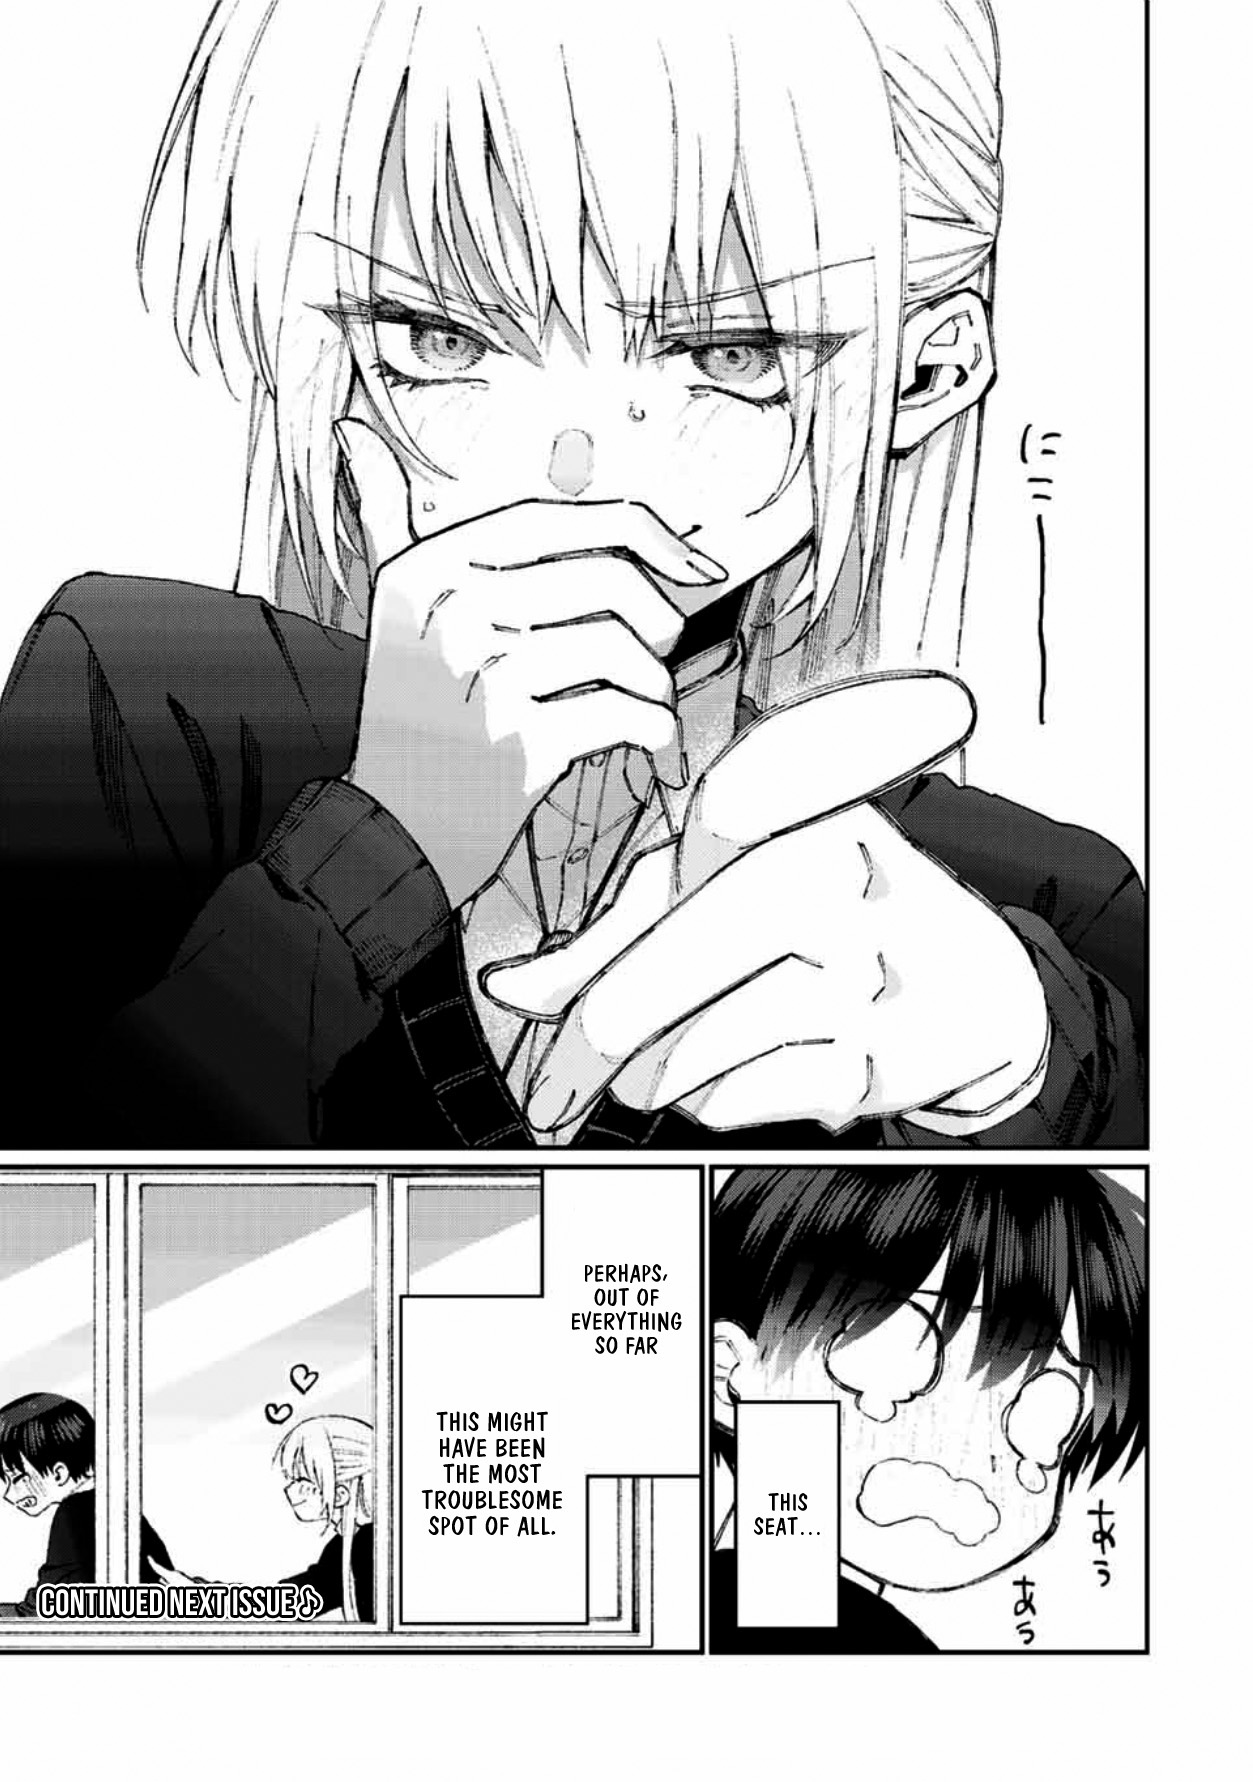 にこー
THIS
SEAT...
あう
あう
PERHAPS,
OUT OF
EVERYTHING
SO FAR
THIS MIGHT
HAVE BEEN
THE MOST
TROUBLESOME
SPOT OF ALL.
CONTINUED NEXT ISSUE♪